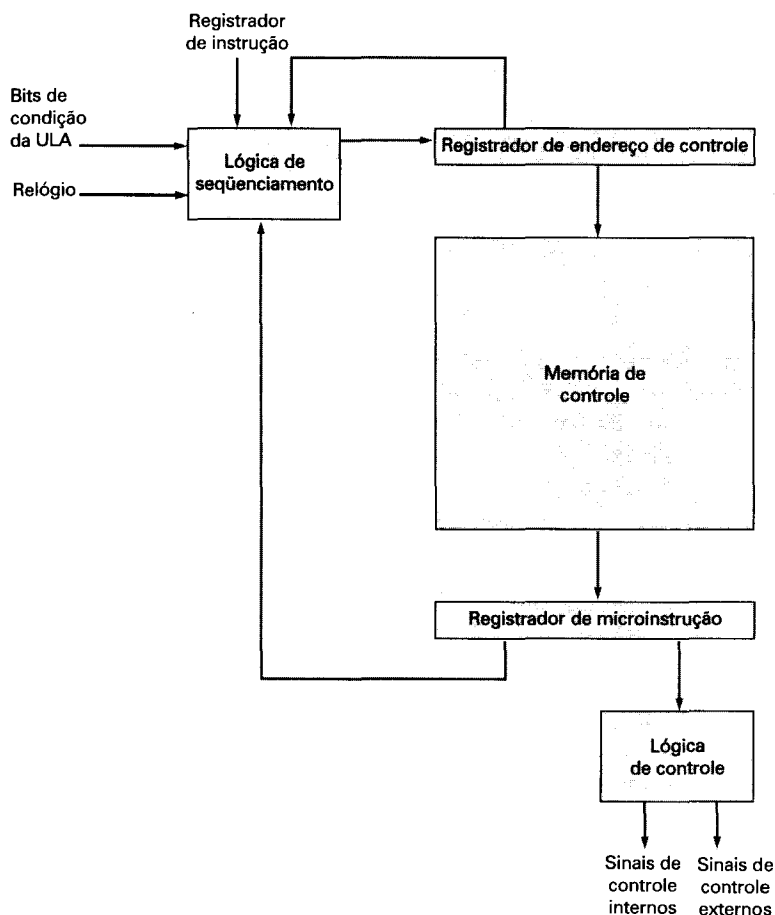 Registrador
de instrução
Bits de
condição
da ULA
Relógio
Lógica de
seqüenciamento
Registrador de endereço de controle
Memória de
controle
Registrador de microinstrução
Lógica
de controle
Sinais de
controle
internos
Sinais de
controle
externos